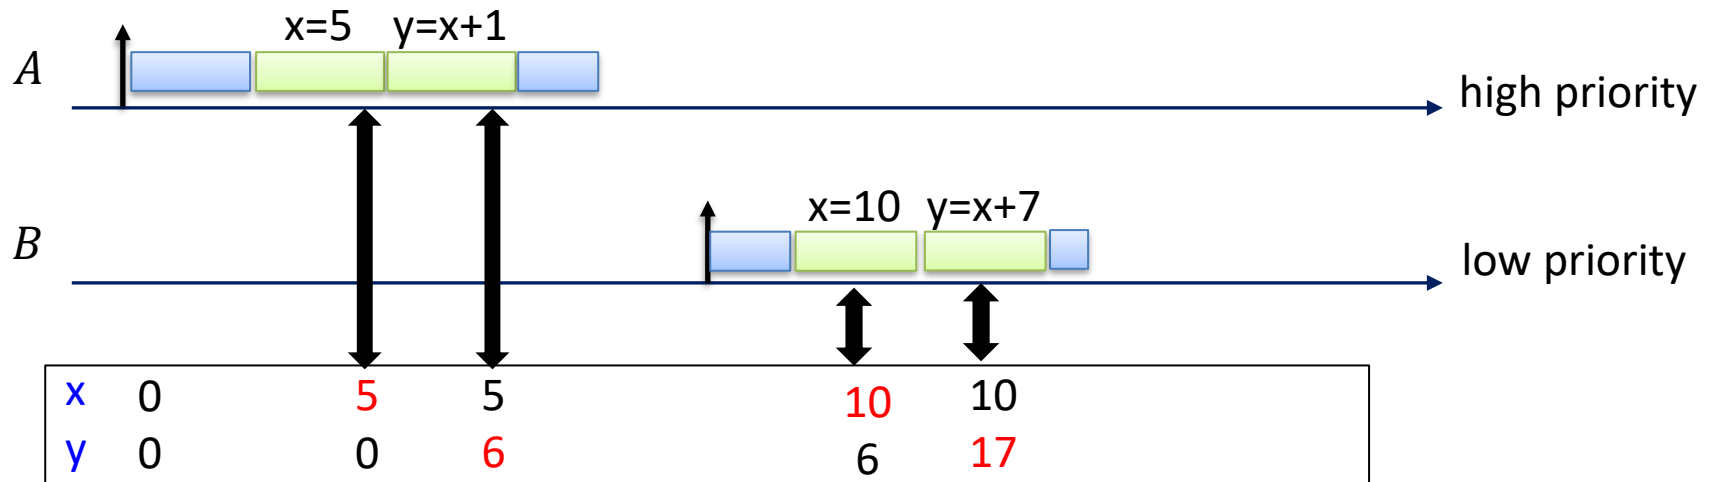 x=5 y=x+1
A
high priority
x=10 y=x+7
B
low priority
x 0 5 5 10 10
y 0 0 6 6 17